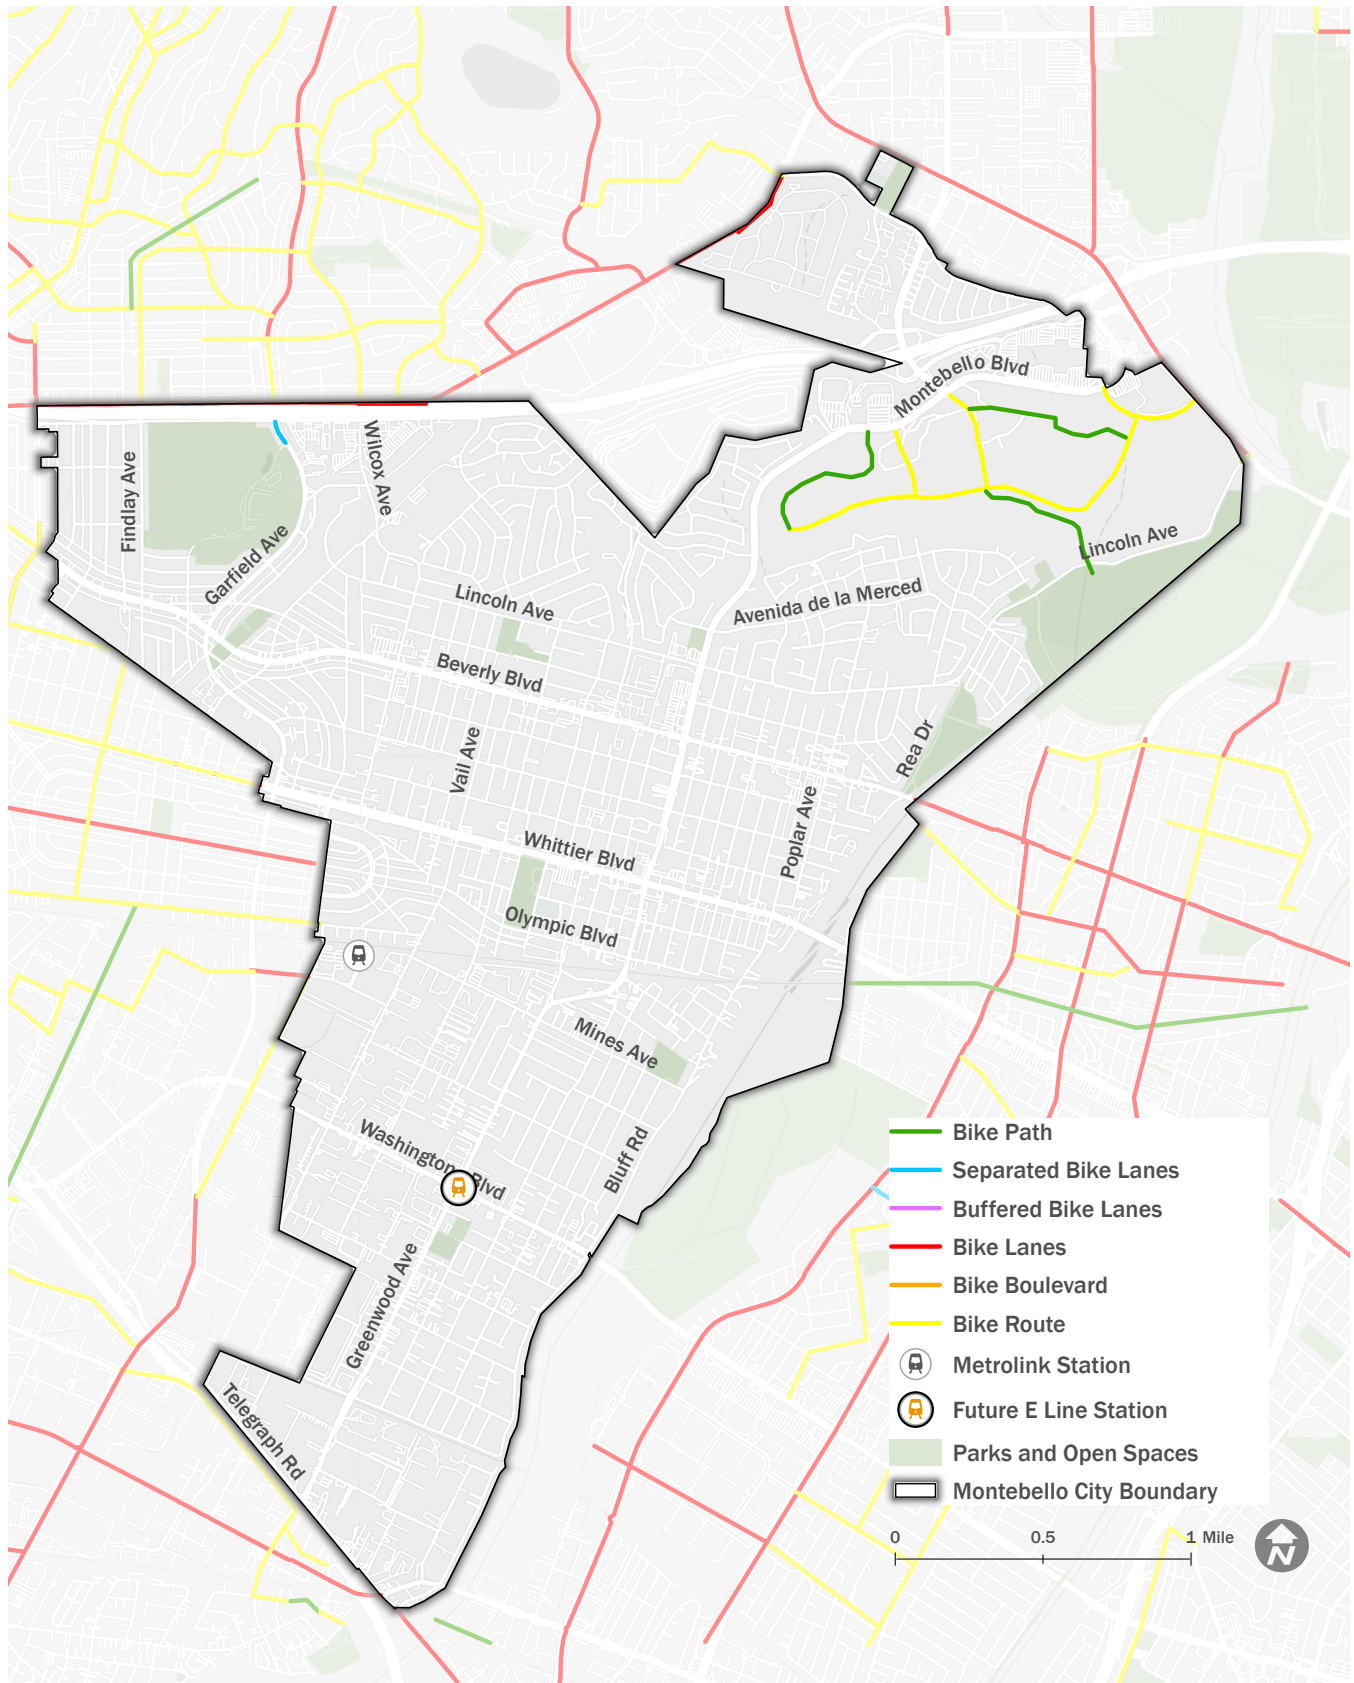 Montebello Blvd
Wilcox Ave
Findlay Ave
Garfield Ave
Lincoln Ave
Lincoln Ave
Avenida de la Merced
Beverly Blvd
Rea Dr
Vail Ave
Poplar Ave
Whittier Blvd
Olympic Blvd
Mines Ave
Washington Blvd
Bluff Rd
Greenwood Ave
Telegraph Rd
Bike Path
Separated Bike Lanes
Buffered Bike Lanes
Bike Lanes
Bike Boulevard
Bike Route
Metrolink Station
Future E Line Station
Parks and Open Spaces
Montebello City Boundary
0 0.5 1 Mile
N